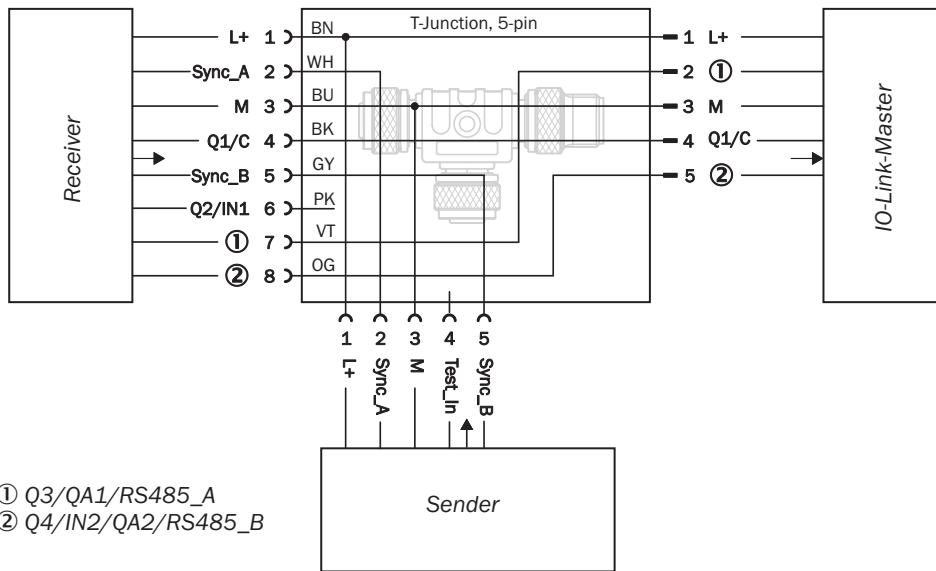 T-Junction, 5-pin
L+ 1 BN 1 L+
Sync_A 2 WH 2 ①
M 3 BU 3 M
Q1/C 4 BK 4 Q1/C
Sync_B 5 GY 5 ②
Q2/IN1 6 PK
① 7 VT
② 8 OG
Receiver
IO-Link-Master
1 2 3 4 5
L+ Sync_A M Test_In Sync_B
Sender
① Q3/QA1/RS485_A
② Q4/IN2/QA2/RS485_B